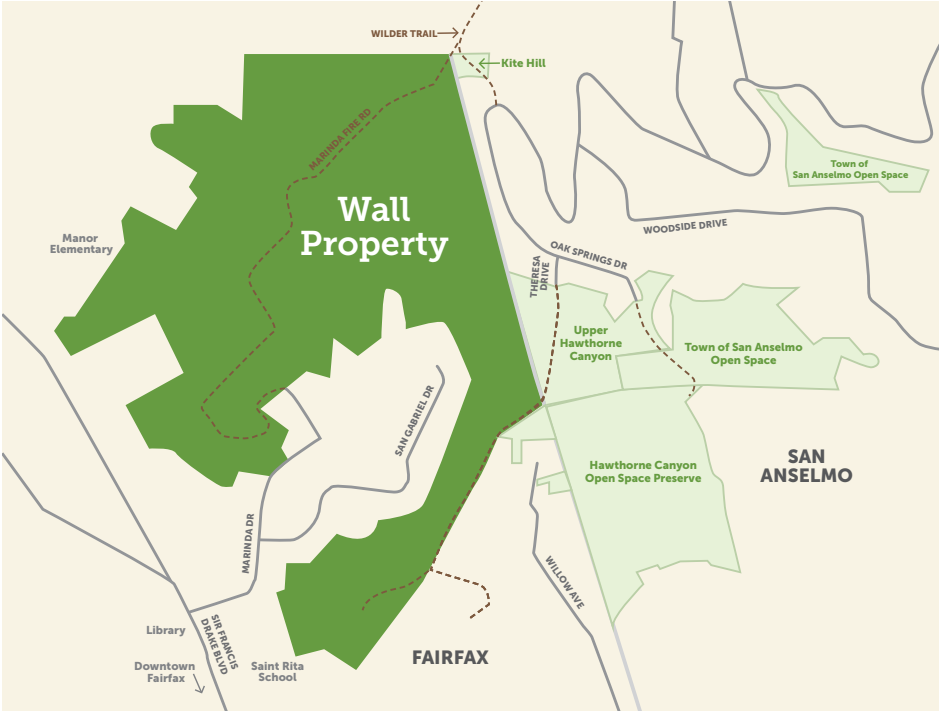 WILDER TRAIL
Kite Hill
MARINDA FIRE RD
Town of
San Anselmo Open Space
Wall
Property
WOODSIDE DRIVE
Manor
Elementary
OAK SPRINGS DR
THERESA
DRIVE
Upper
Hawthorne
Canyon
Town of San Anselmo
Open Space
SAN GABRIEL DR
SAN
ANSELMO
Hawthorne Canyon
Open Space Preserve
MARINDA DR
WILLOW AVE
Library
SIR FRANCIS
DRAKE BLVD
FAIRFAX
Downtown
Fairfax
Saint Rita
School